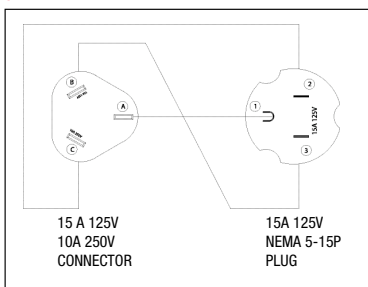 B
A
C
1
2
3
15A 125V
15 A 125V
10A 250V
CONNECTOR
15A 125V
NEMA 5-15P
PLUG